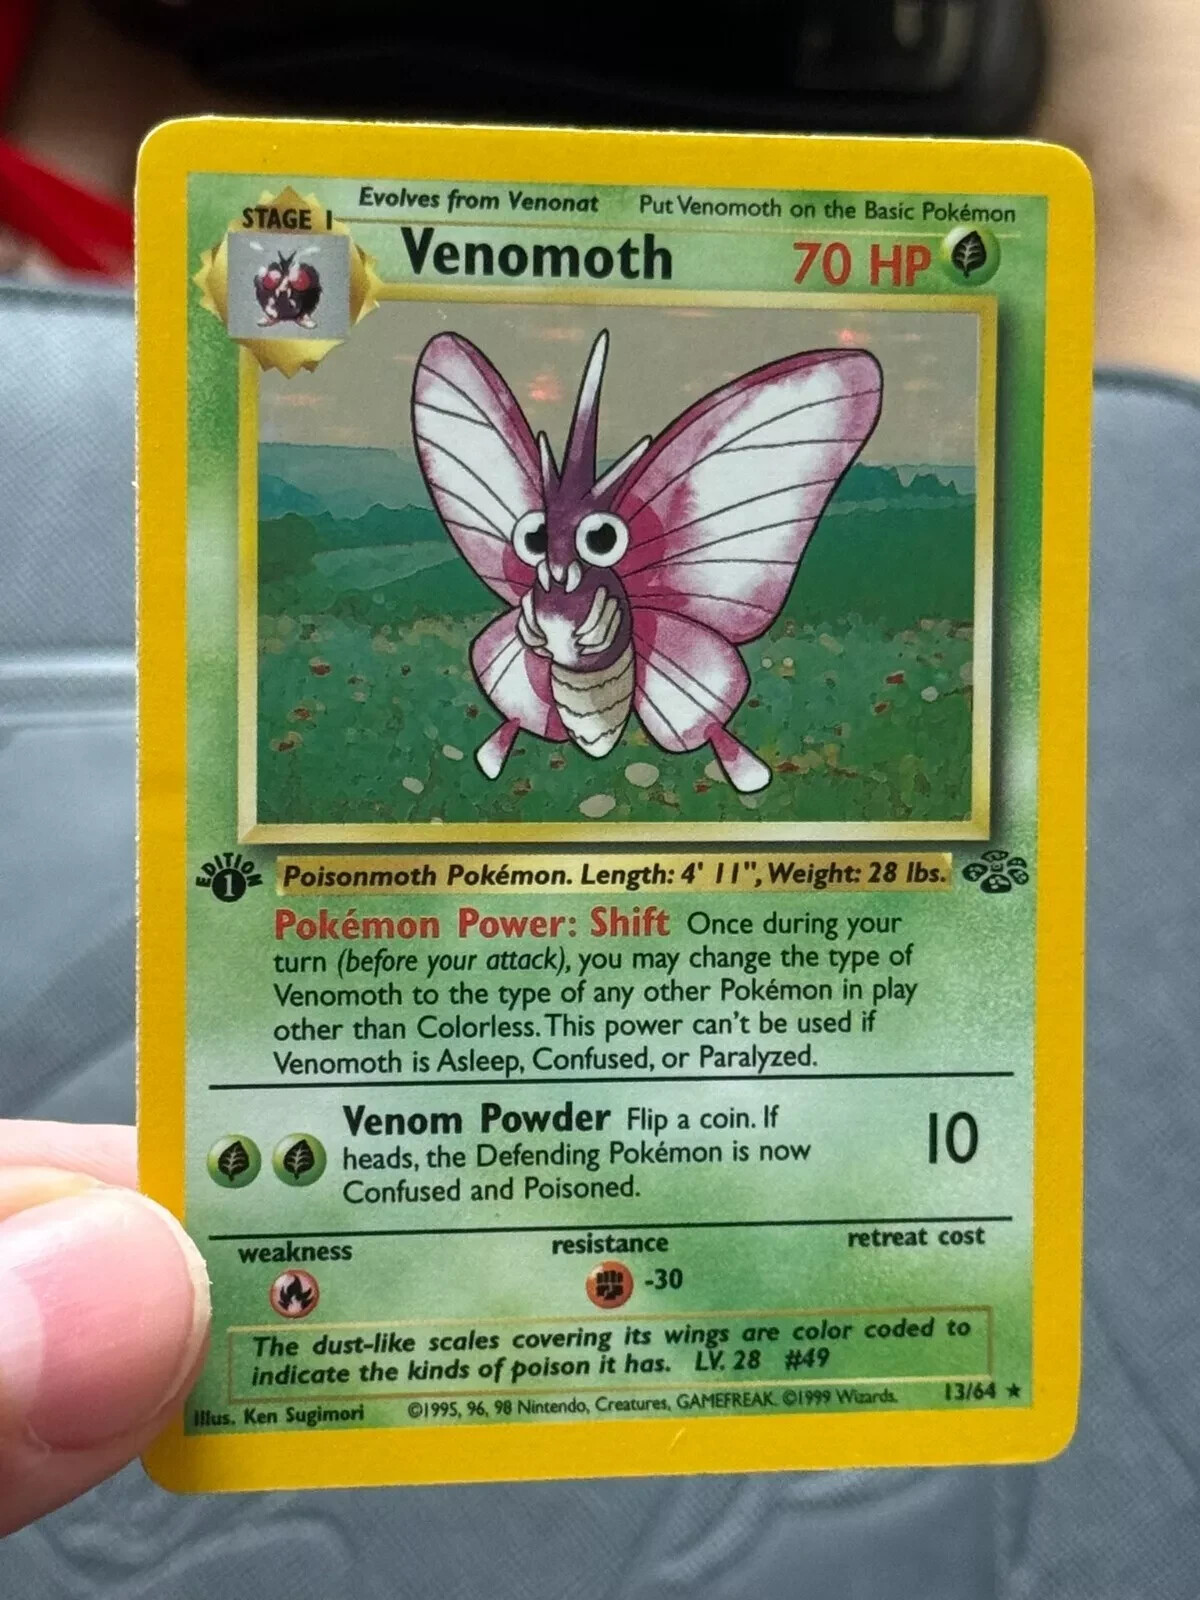 Evolves from Venonat Put Venomoth on the Basic Pokémon
STAGE 1
Venomoth 70 HP
EDITION
1
Poisonmoth Pokémon. Length: 4' 11", Weight: 28 lbs.
Pokémon Power: Shift Once during your
turn (before your attack), you may change the type of
Venomoth to the type of any other Pokémon in play
other than Colorless. This power can't be used if
Venomoth is Asleep, Confused, or Paralyzed.
Venom Powder Flip a coin. If
heads, the Defending Pokémon is now
Confused and Poisoned.
10
weakness resistance retreat cost
-30
The dust-like scales covering its wings are color coded to
indicate the kinds of poison it has. LV. 28 #49
Illus. Ken Sugimori ©1995, 96, 98 Nintendo, Creatures, GAMEFREAK. ©1999 Wizards. 13/64 ★